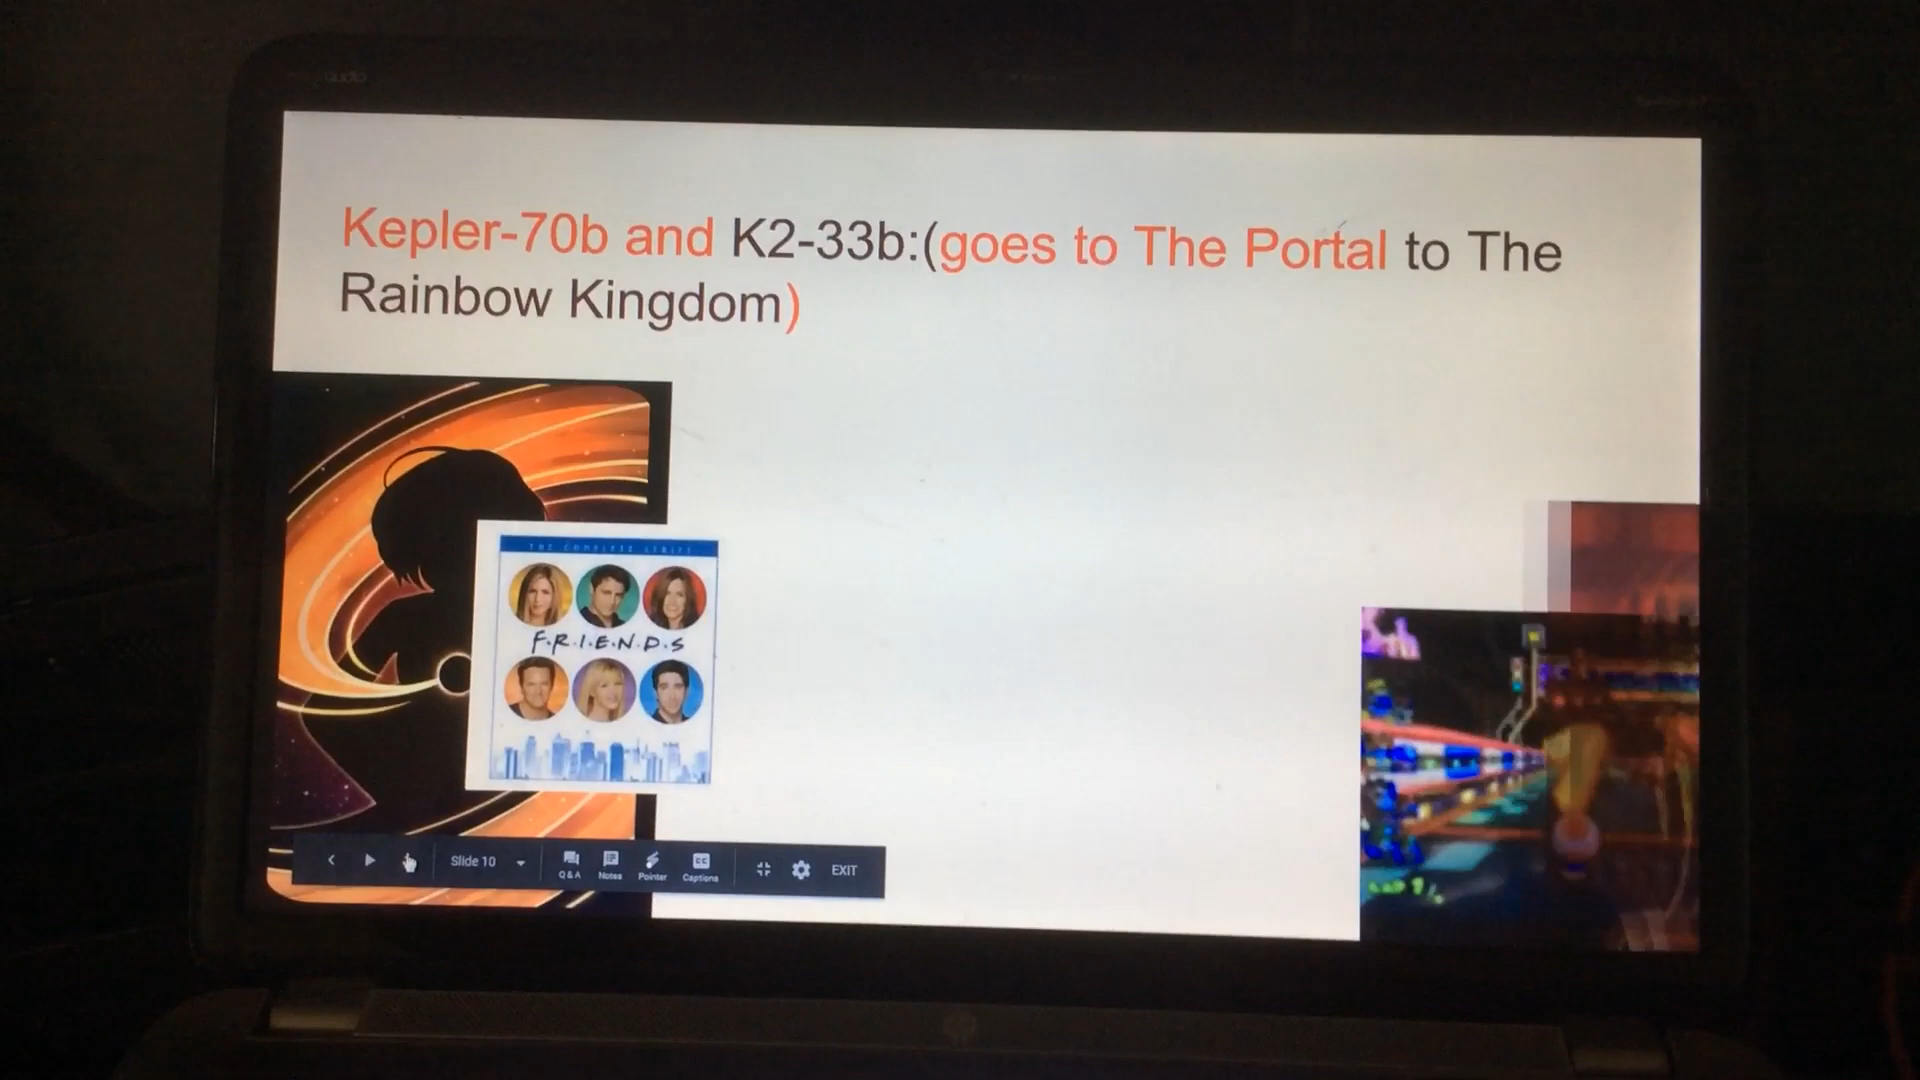 Kepler-70b and K2-33b:(goes to The Portal to The
Rainbow Kingdom)
THE COMPLETE SERIES
F·R·I·E·N·D·S
Slide 10
Q & A
Notes
Pointer
CC
Captions
EXIT